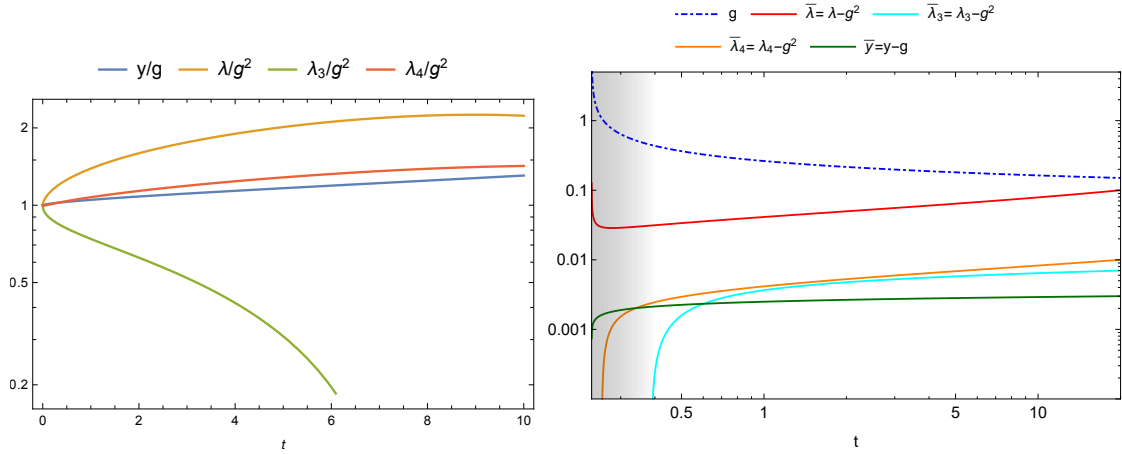 y/g λ/g² λ₃/g² λ₄/g²
2
1
0.5
0.2
0 2 4 6 8 10
t
g λ̅= λ-g² λ̅₃= λ₃-g²
λ̅₄= λ₄-g² y̅=y-g
1
0.1
0.01
0.001
0.5 1 5 10
t